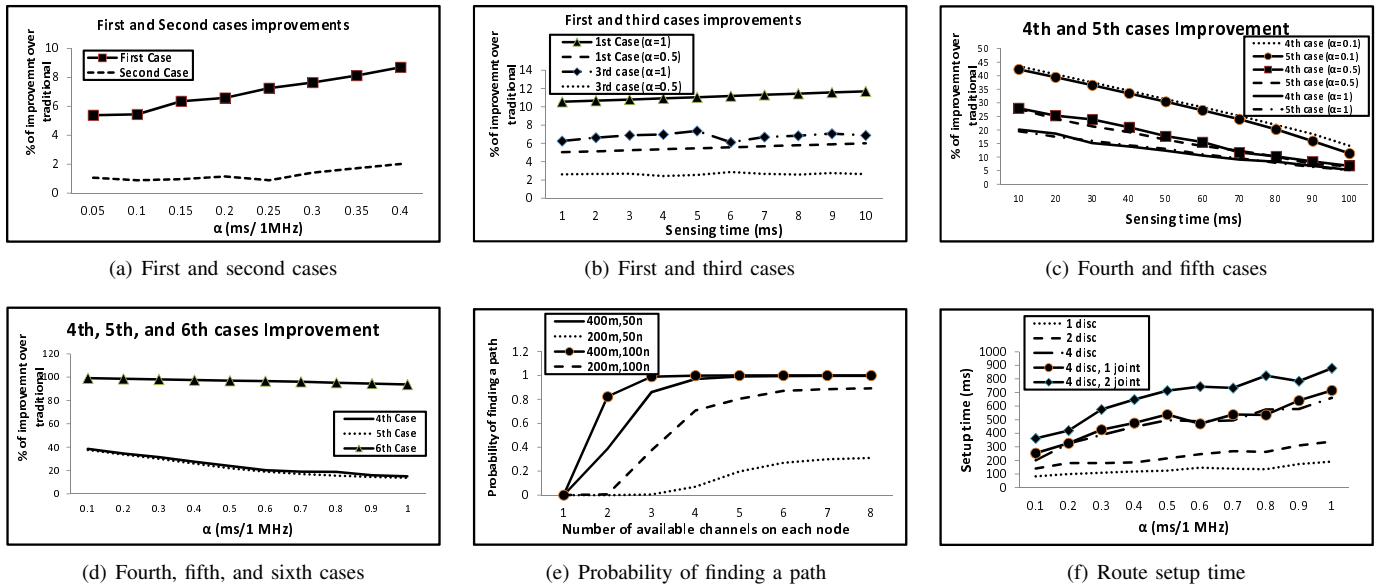 First and Second cases improvements
% of improvemnt over
traditional
First Case
Second Case
10
8
6
4
2
0
0.05 0.1 0.15 0.2 0.25 0.3 0.35 0.4
α (ms/ 1MHz)
(a) First and second cases
First and third cases improvements
% of improvement over
traditional
1st Case (α=1)
1st Case (α=0.5)
3rd case (α=1)
3rd case (α=0.5)
14
12
10
8
6
4
2
0
1 2 3 4 5 6 7 8 9 10
Sensing time (ms)
(b) First and third cases
4th and 5th cases Improvement
% of improvement over
traditional
4th case (α=0.1)
5th case (α=0.1)
4th case (α=0.5)
5th case (α=0.5)
4th case (α=1)
5th case (α=1)
50
45
40
35
30
25
20
15
10
5
0
10 20 30 40 50 60 70 80 90 100
Sensing time (ms)
(c) Fourth and fifth cases
4th, 5th, and 6th cases Improvement
% of improvement over
traditional
120
100
80
60
40
20
0
4th Case
5th Case
6th Case
0.1 0.2 0.3 0.4 0.5 0.6 0.7 0.8 0.9 1
α (ms/1 MHz)
(d) Fourth, fifth, and sixth cases
400m,50n
200m,50n
400m,100n
200m,100n
Probability of finding a path
1.2
1
0.8
0.6
0.4
0.2
0
1 2 3 4 5 6 7 8
Number of available channels on each node
(e) Probability of finding a path
1 disc
2 disc
4 disc
4 disc, 1 joint
4 disc, 2 joint
Setup time (ms)
1000
900
800
700
600
500
400
300
200
100
0
0.1 0.2 0.3 0.4 0.5 0.6 0.7 0.8 0.9 1
α (ms/1 MHz)
(f) Route setup time